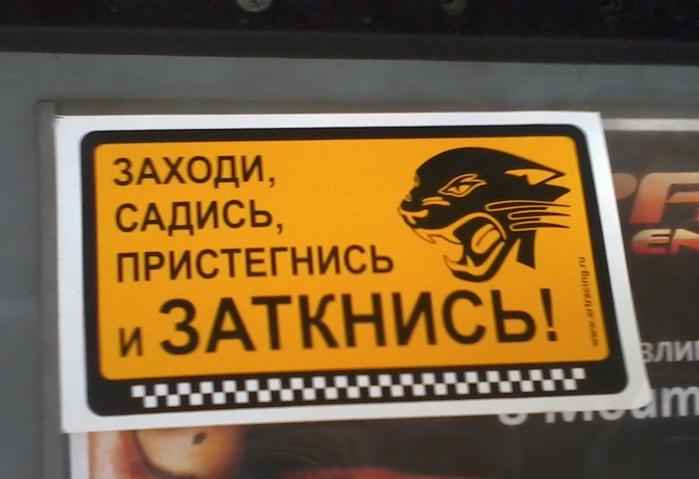 ЗАХОДИ,
САДИСЬ,
ПРИСТЕГНИСЬ
и ЗАТКНИСЬ!
www.artracing.ru